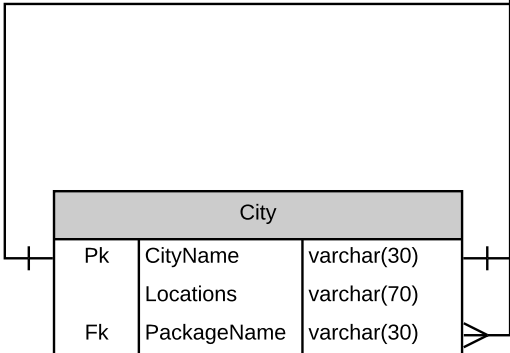 City
Pk CityName varchar(30)
Locations varchar(70)
Fk PackageName varchar(30)